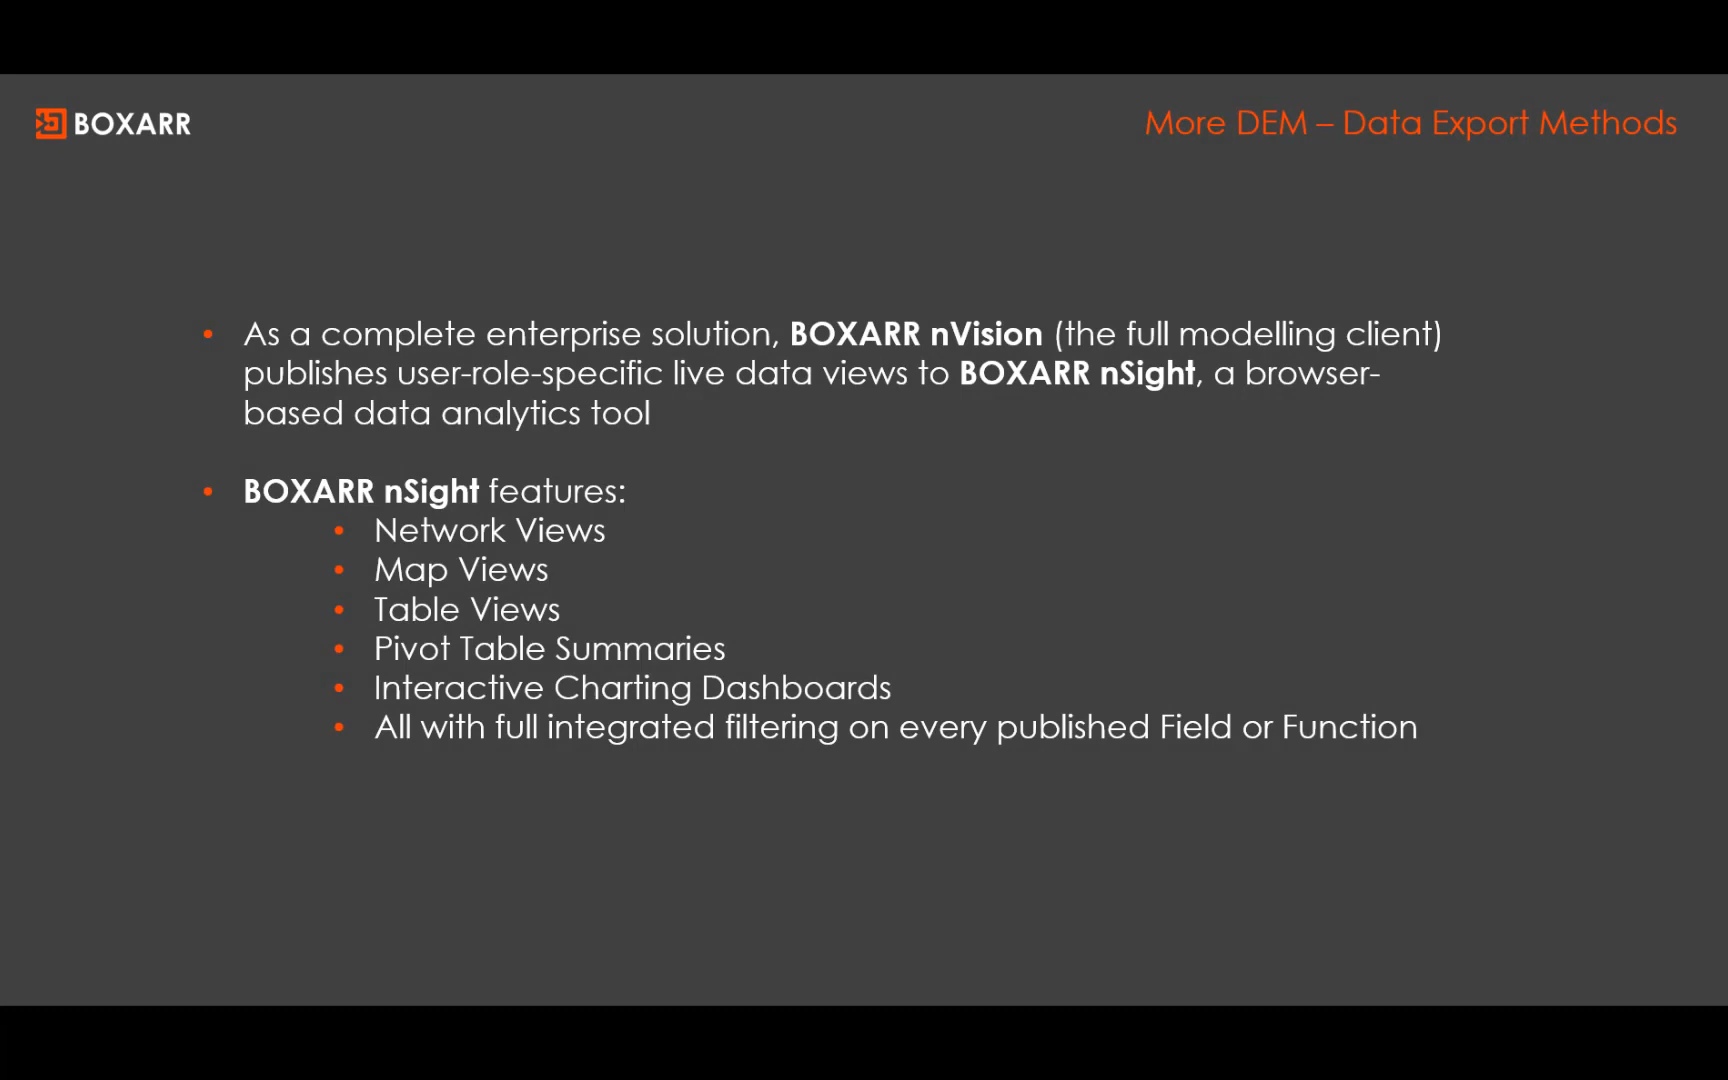 BOXARR
More DEM – Data Export Methods
• As a complete enterprise solution, BOXARR nVision (the full modelling client)
publishes user-role-specific live data views to BOXARR nSight, a browser-
based data analytics tool
• BOXARR nSight features:
• Network Views
• Map Views
• Table Views
• Pivot Table Summaries
• Interactive Charting Dashboards
• All with full integrated filtering on every published Field or Function